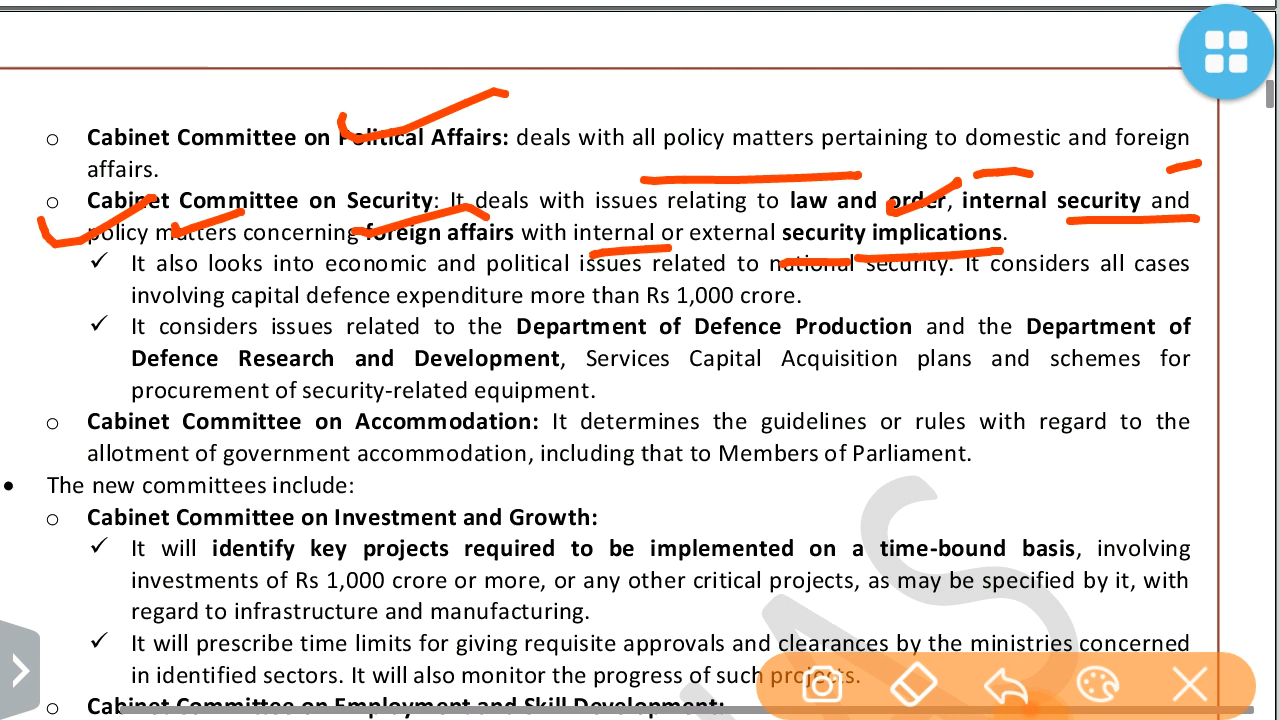 o Cabinet Committee on Political Affairs: deals with all policy matters pertaining to domestic and foreign
affairs.
o Cabinet Committee on Security: It deals with issues relating to law and order, internal security and
policy matters concerning foreign affairs with internal or external security implications.
✓ It also looks into economic and political issues related to national security. It considers all cases
involving capital defence expenditure more than Rs 1,000 crore.
✓ It considers issues related to the Department of Defence Production and the Department of
Defence Research and Development, Services Capital Acquisition plans and schemes for
procurement of security-related equipment.
o Cabinet Committee on Accommodation: It determines the guidelines or rules with regard to the
allotment of government accommodation, including that to Members of Parliament.
• The new committees include:
o Cabinet Committee on Investment and Growth:
✓ It will identify key projects required to be implemented on a time-bound basis, involving
investments of Rs 1,000 crore or more, or any other critical projects, as may be specified by it, with
regard to infrastructure and manufacturing.
✓ It will prescribe time limits for giving requisite approvals and clearances by the ministries concerned
in identified sectors. It will also monitor the progress of such projects.
o Cabinet Committee on Employment and Skill Development: